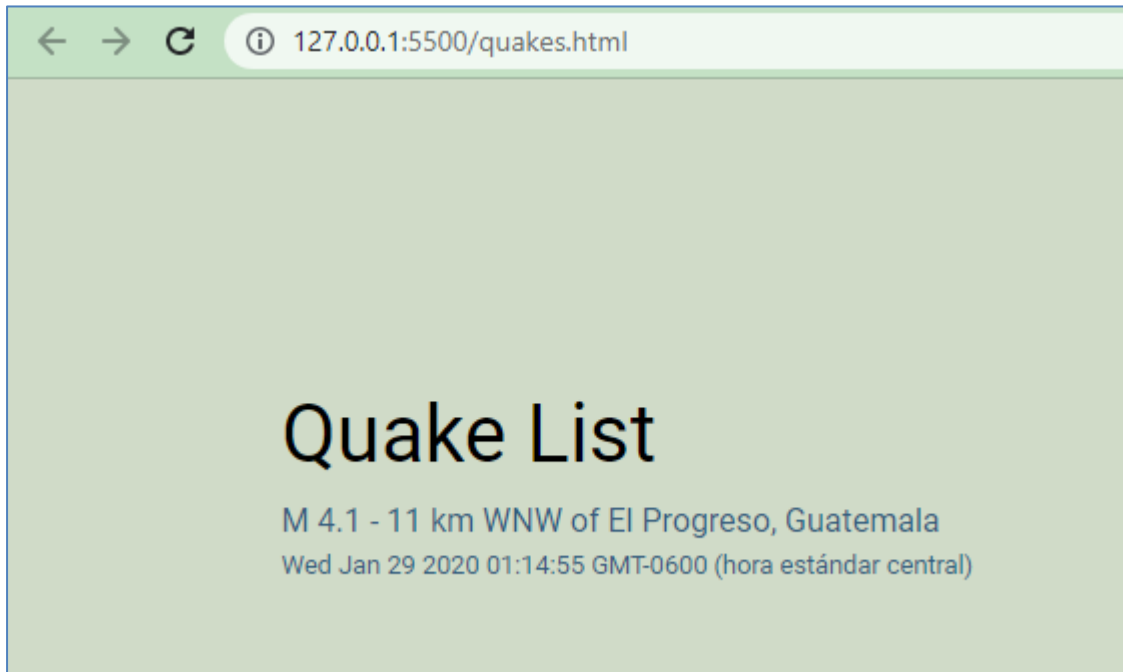 127.0.0.1:5500/quakes.html
Quake List
M 4.1 - 11 km WNW of El Progreso, Guatemala
Wed Jan 29 2020 01:14:55 GMT-0600 (hora estándar central)